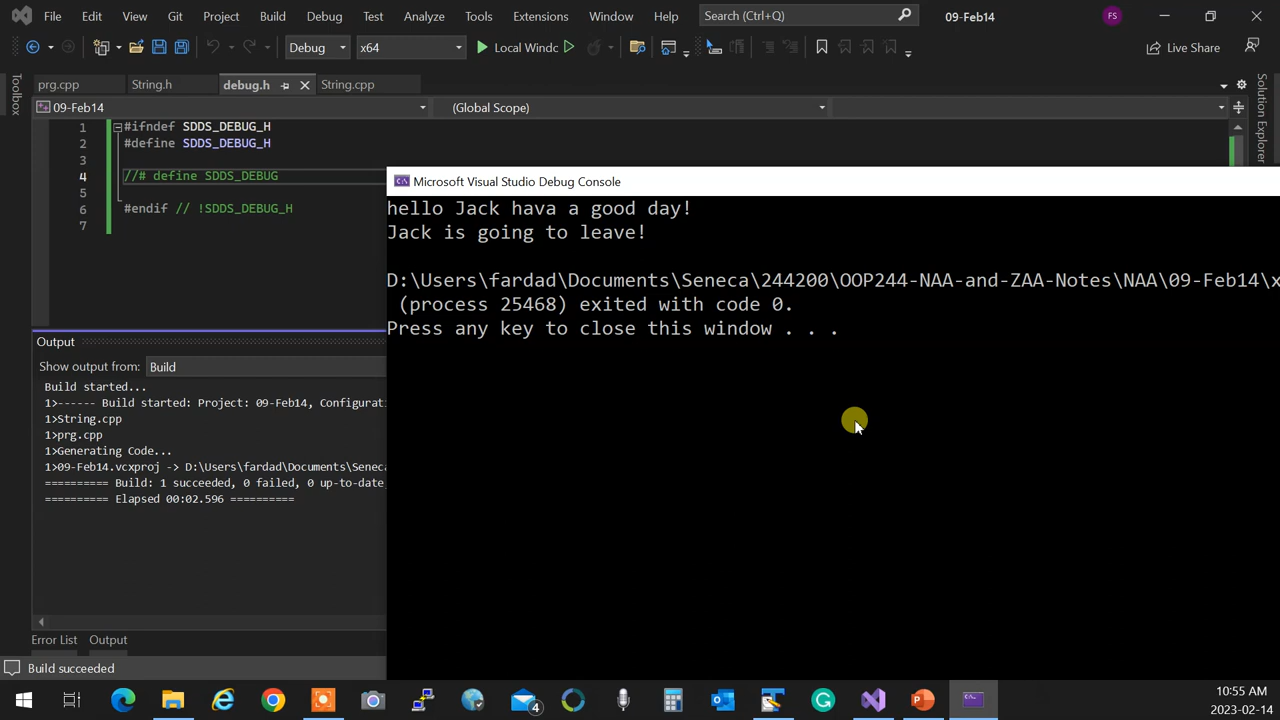 File Edit View Git Project Build Debug Test Analyze Tools Extensions Window Help Search (Ctrl+Q) 09-Feb14 FS
Debug x64 Local Windc Live Share
prg.cpp String.h debug.h String.cpp
09-Feb14 (Global Scope)
Toolbox
Solution Explorer
1 #ifndef SDDS_DEBUG_H
2 #define SDDS_DEBUG_H
3
4 //# define SDDS_DEBUG
5
6 #endif // !SDDS_DEBUG_H
7
Microsoft Visual Studio Debug Console
hello Jack hava a good day!
Jack is going to leave!
D:\Users\fardad\Documents\Seneca\244200\OOP244-NAA-and-ZAA-Notes\NAA\09-Feb14\x
(process 25468) exited with code 0.
Press any key to close this window . . .
Output
Show output from: Build
Build started...
1>------ Build started: Project: 09-Feb14, Configurat
1>String.cpp
1>prg.cpp
1>Generating Code...
1>09-Feb14.vcxproj -> D:\Users\fardad\Documents\Senec
========== Build: 1 succeeded, 0 failed, 0 up-to-date
========== Elapsed 00:02.596 ==========
Error List Output
Build succeeded
4
10:55 AM
2023-02-14